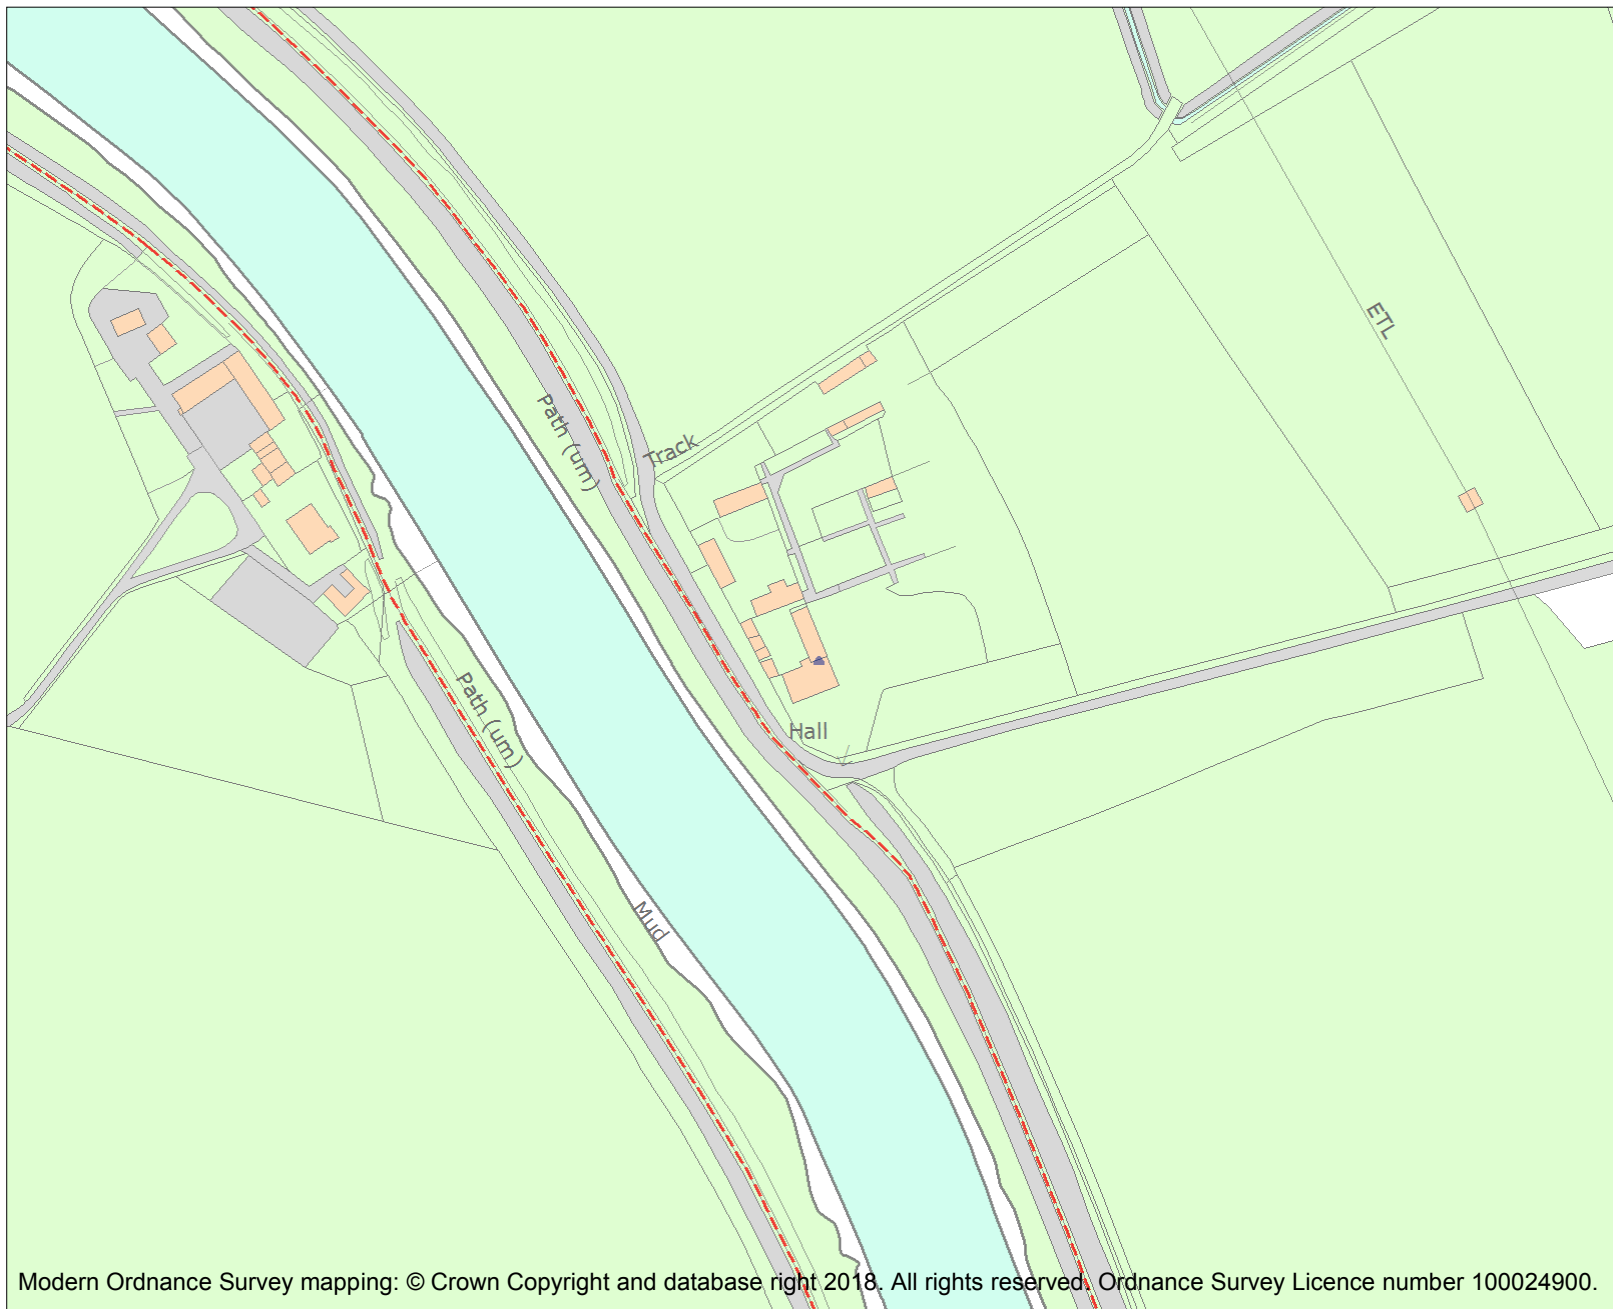 ETL
Path (um)
Track
Path (um)
Hall
Mud
Modern Ordnance Survey mapping: © Crown Copyright and database right 2018. All rights reserved. Ordnance Survey Licence number 100024900.